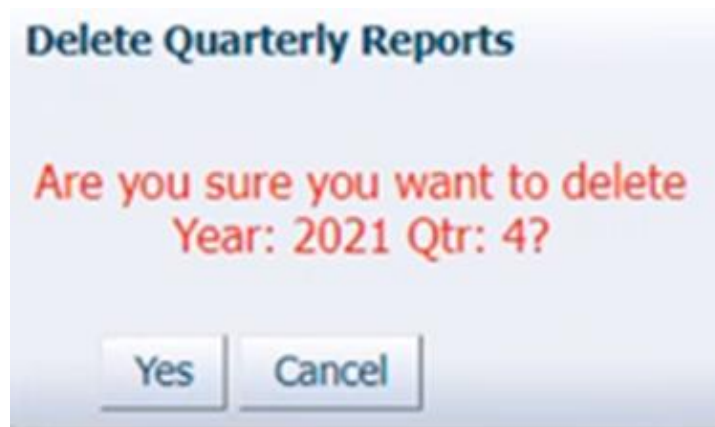 Delete Quarterly Reports
Are you sure you want to delete
Year: 2021 Qtr: 4?
Yes Cancel